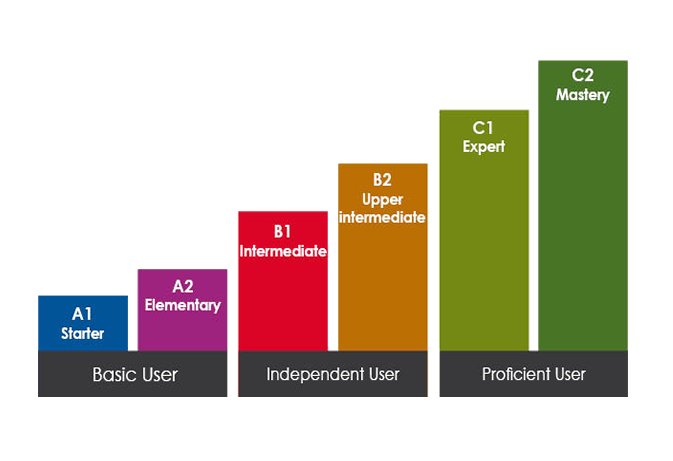 A1
Starter
A2
Elementary
B1
Intermediate
B2
Upper
intermediate
C1
Expert
C2
Mastery
Basic User
Independent User
Proficient User